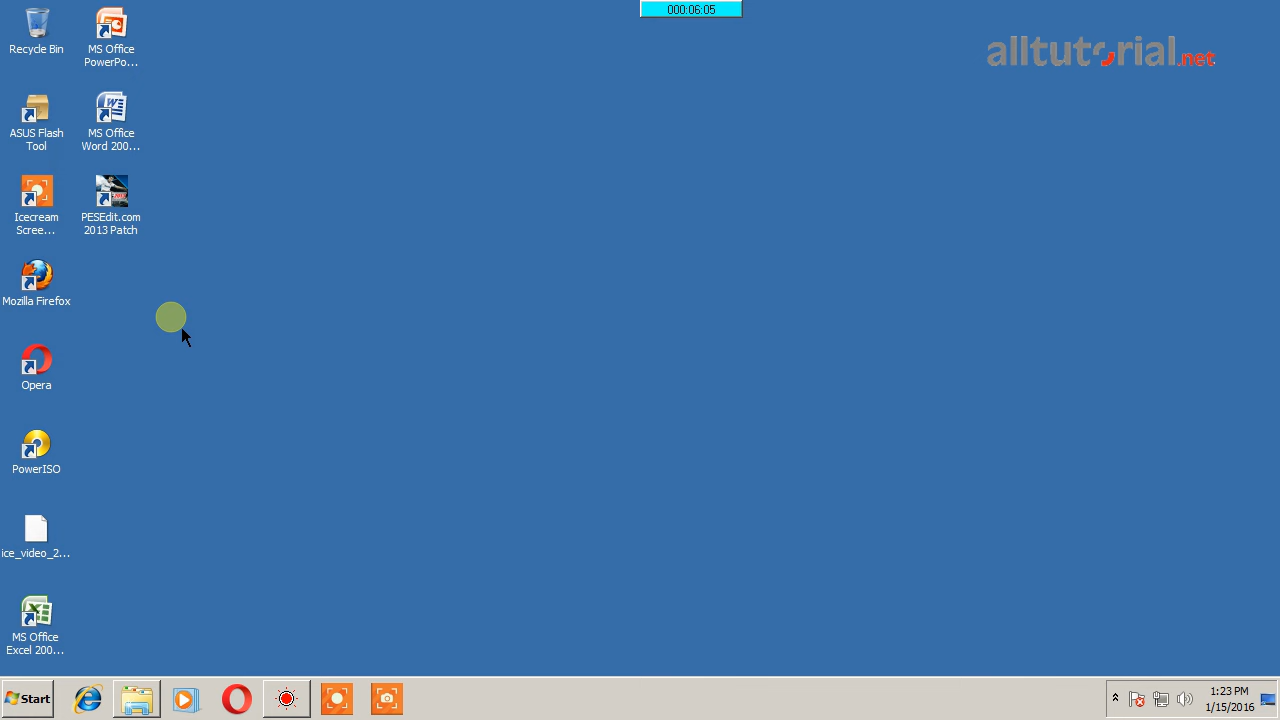 000:06:05
alltutorial.net
Recycle Bin
MS Office
PowerPo...
ASUS Flash
Tool
MS Office
Word 200...
Icecream
Scree...
PESEdit.com
2013 Patch
Mozilla Firefox
Opera
PowerISO
ice_video_2...
MS Office
Excel 200...
Start
1:23 PM
1/15/2016